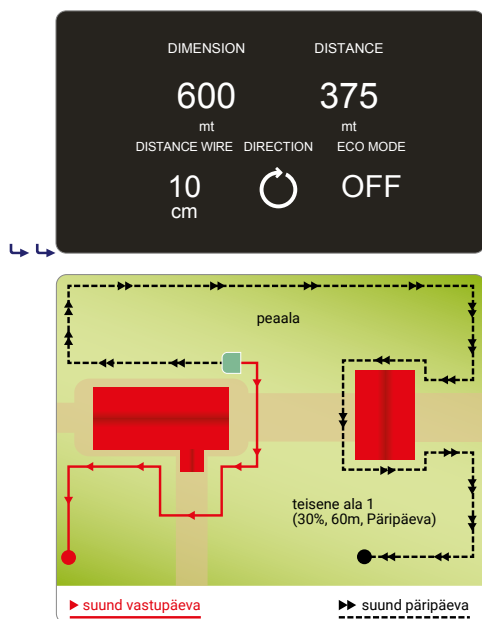 DIMENSION DISTANCE
600 375
mt mt
DISTANCE WIRE DIRECTION ECO MODE
10 OFF
cm
peaala
teisene ala 1
(30%, 60m, Päripäeva)
suund vastupäeva suund päripäeva